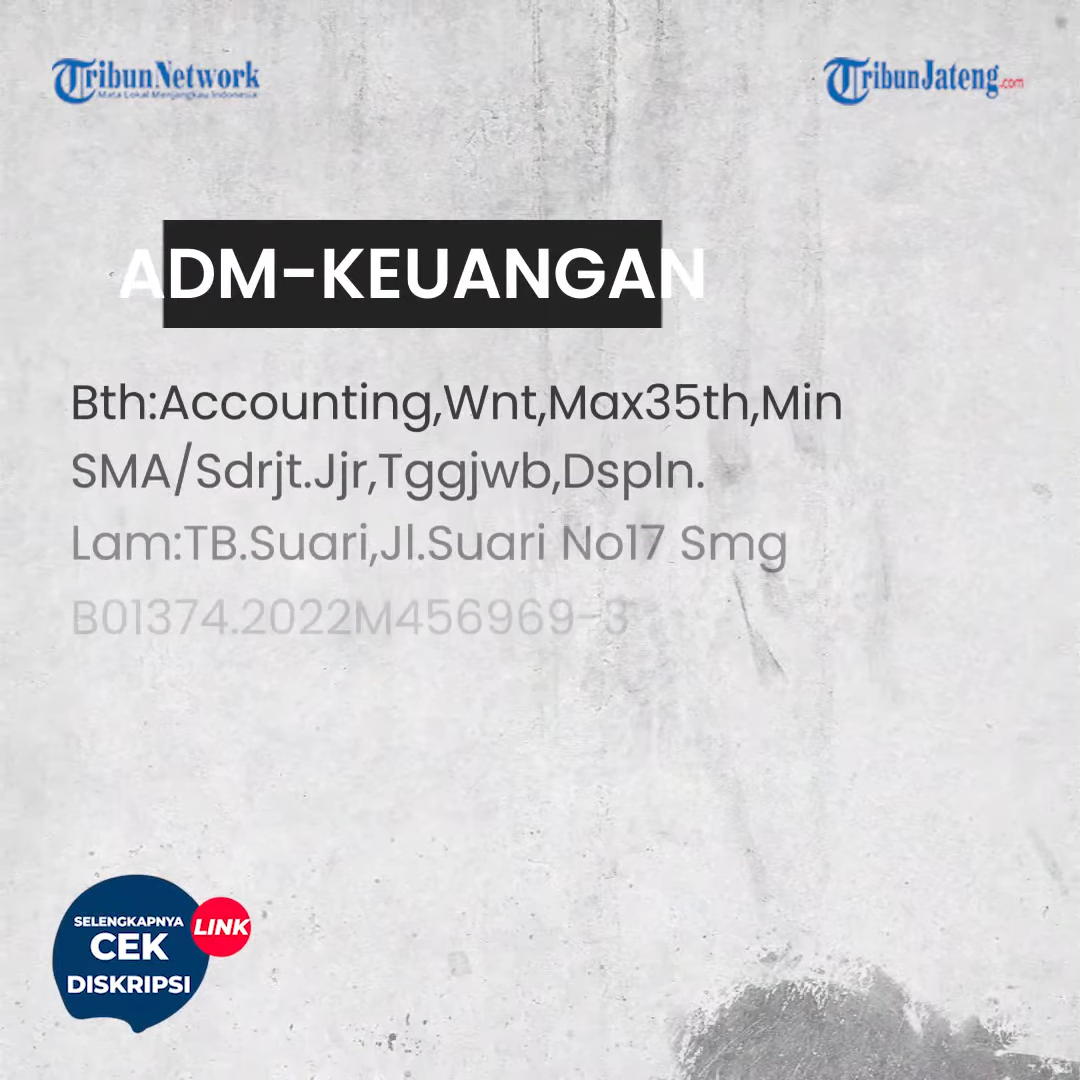 TribunNetwork
Mata Lokal Menjangkau Indonesia
TribunJateng.com
ADM-KEUANGAN
Bth:Accounting,Wnt,Max35th,Min
SMA/Sdrjt.Jjr,Tggjwb,Dspln.
Lam:TB.Suari,Jl.Suari No17 Smg
B01374.2022M456969-3
SELENGKAPNYA
CEK
DISKRIPSI
LINK